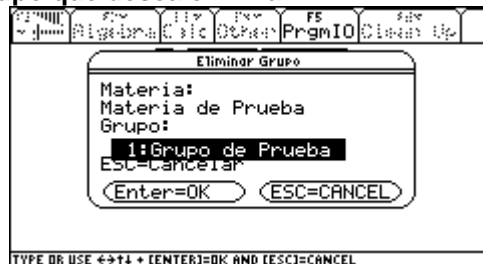 F5
Algebra Calc Other PrgmIO Clean Up
Eliminar Grupo
Materia:
Materia de Prueba
Grupo:
1:Grupo de Prueba
ESC=Cancelar
Enter=OK ESC=CANCEL
TYPE OR USE ←→↑↓ + [ENTER]=OK AND [ESC]=CANCEL